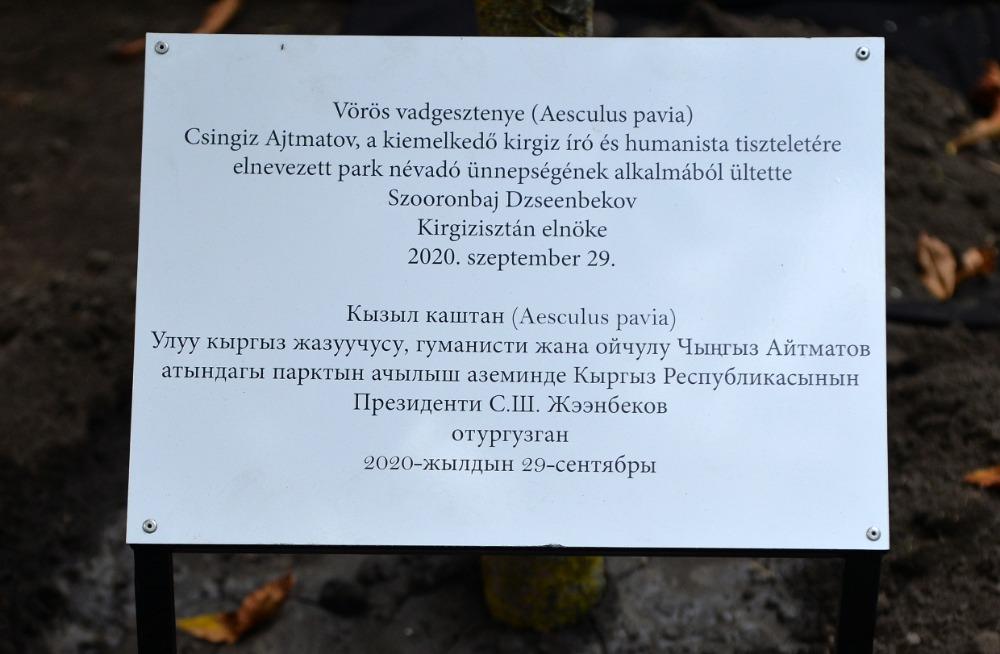 Vörös vadgesztenye (Aesculus pavia)
Csingiz Ajtmatov, a kiemelkedő kirgiz író és humanista tiszteletére
elnevezett park névadó ünnepségének alkalmából ültette
Szooronbaj Dzseenbekov
Kirgizisztán elnöke
2020. szeptember 29.
Кызыл каштан (Aesculus pavia)
Улуу кыргыз жазуучусу, гуманисти жана ойчулу Чыңгыз Айтматов
атындагы парктын ачылыш аземинде Кыргыз Республикасынын
Президенти С.Ш. Жээнбеков
отургузган
2020-жылдын 29-сентябры